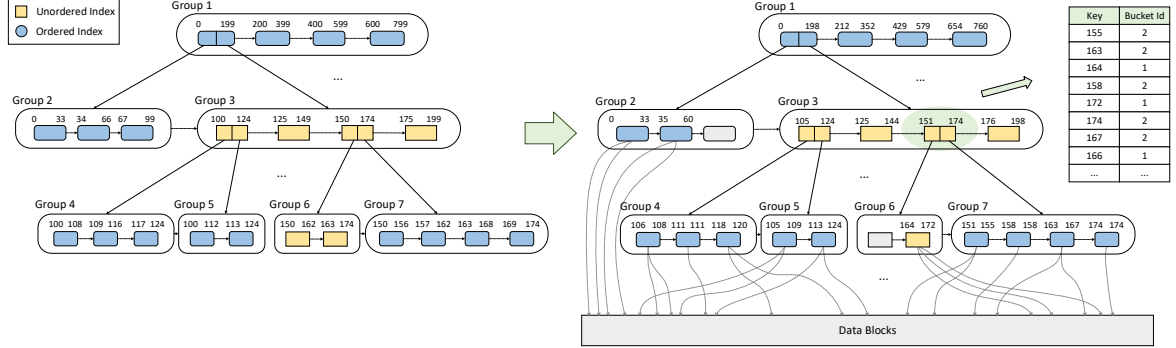 Unordered Index
Ordered Index
Group 1
0 199 200 399 400 599 600 799
...
Group 2
0 33 34 66 67 99
Group 3
100 124 125 149 150 174 175 199
...
Group 4
100 108 109 116 117 124
Group 5
100 112 113 124
Group 6
150 162 163 174
Group 7
150 156 157 162 163 168 169 174
Group 1
0 198 212 352 429 579 654 760
...
Group 2
0 33 35 60
Group 3
105 124 125 144 151 174 176 198
...
Group 4
106 108 111 111 118 120
Group 5
105 109 113 124
Group 6
164 172
Group 7
151 155 158 158 163 167 174 174
...
Data Blocks
Key Bucket Id
155 2
163 2
164 1
158 2
172 1
174 2
167 2
166 1
... ...